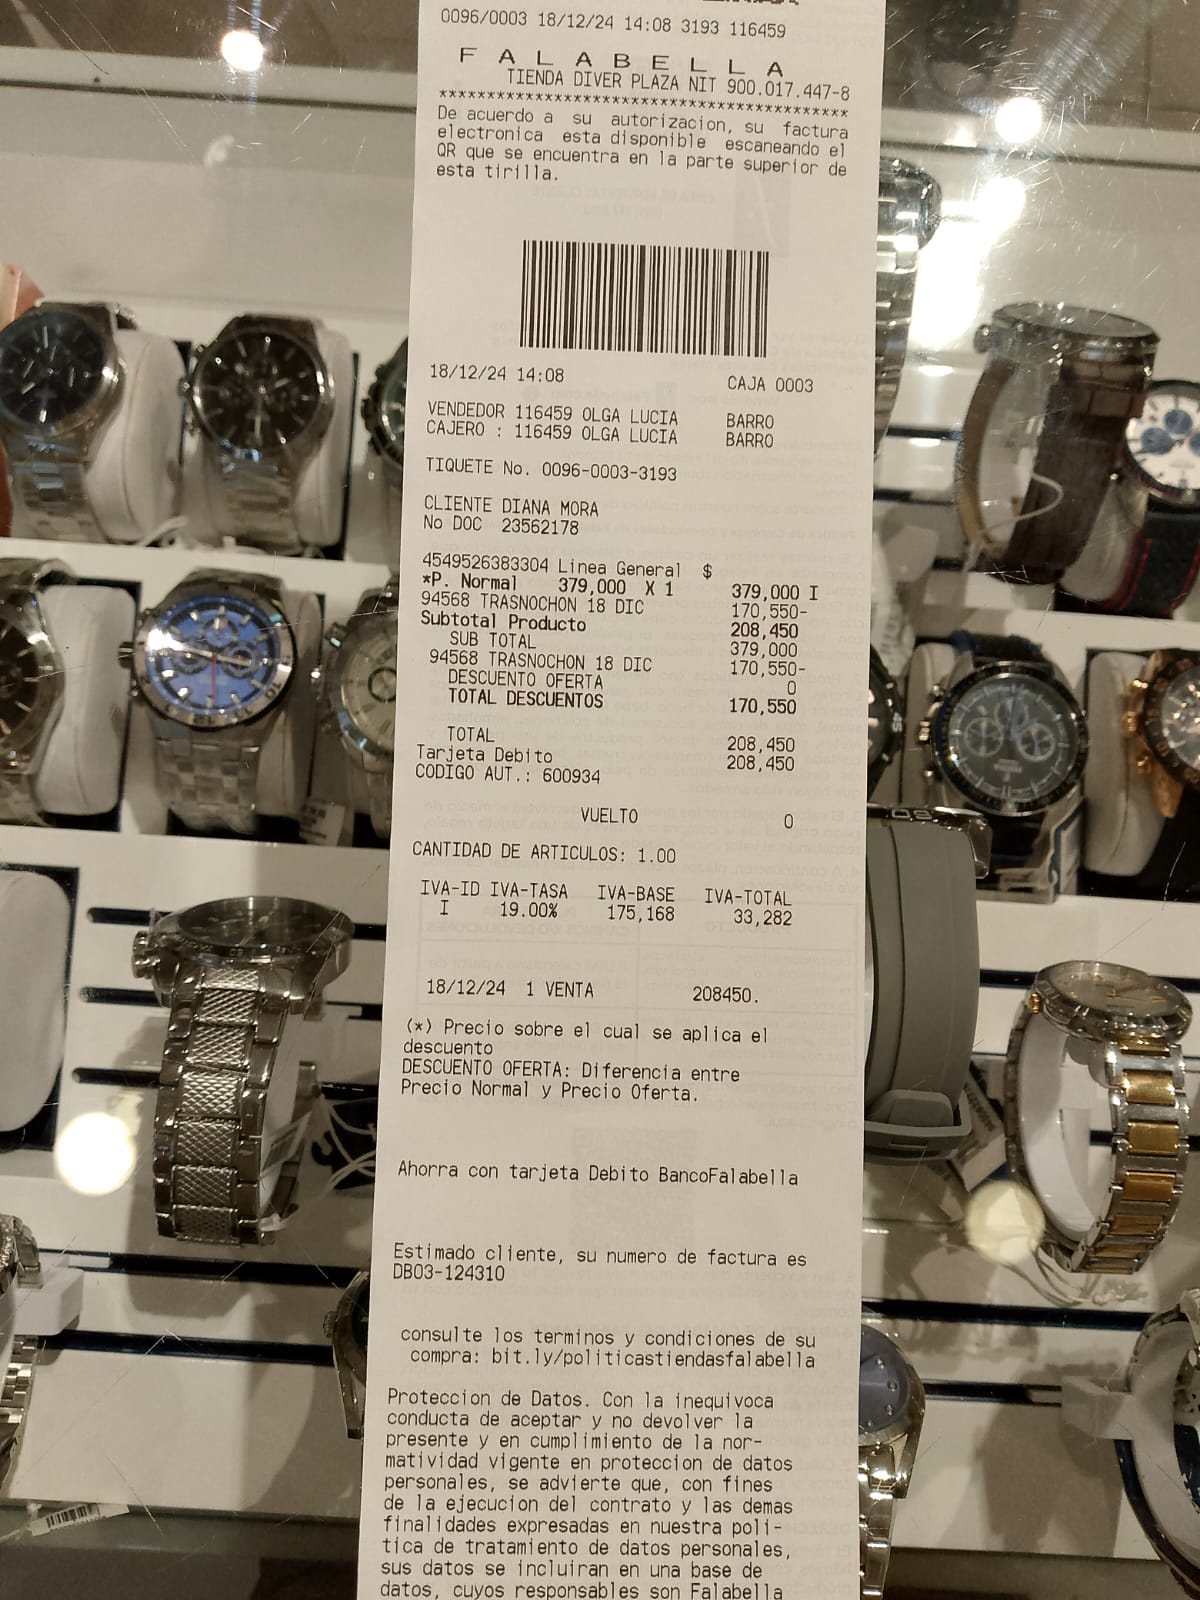 0096/0003 18/12/24 14:08 3193 116459
F A L A B E L L A
TIENDA DIVER PLAZA NIT 900.017.447-8
*******************************************
De acuerdo a su autorizacion, su factura
electronica esta disponible escaneando el
QR que se encuentra en la parte superior de
esta tirilla.
18/12/24 14:08 CAJA 0003
VENDEDOR 116459 OLGA LUCIA BARRO
CAJERO : 116459 OLGA LUCIA BARRO
TIQUETE No. 0096-0003-3193
CLIENTE DIANA MORA
No DOC 23562178
4549526383304 Linea General $
*P. Normal 379,000 X 1 379,000 I
94568 TRASNOCHON 18 DIC 170,550-
Subtotal Producto 208,450
SUB TOTAL 379,000
94568 TRASNOCHON 18 DIC 170,550-
DESCUENTO OFERTA 0
TOTAL DESCUENTOS 170,550
TOTAL 208,450
Tarjeta Debito 208,450
CODIGO AUT.: 600934
VUELTO 0
CANTIDAD DE ARTICULOS: 1.00
IVA-ID IVA-TASA IVA-BASE IVA-TOTAL
I 19.00% 175,168 33,282
18/12/24 1 VENTA 208450.
(*) Precio sobre el cual se aplica el
descuento
DESCUENTO OFERTA: Diferencia entre
Precio Normal y Precio Oferta.
Ahorra con tarjeta Debito BancoFalabella
Estimado cliente, su numero de factura es
DB03-124310
consulte los terminos y condiciones de su
compra: bit.ly/politicastiendasfalabella
Proteccion de Datos. Con la inequivoca
conducta de aceptar y no devolver la
presente y en cumplimiento de la nor-
matividad vigente en proteccion de datos
personales, se advierte que, con fines
de la ejecucion del contrato y las demas
finalidades expresadas en nuestra poli-
tica de tratamiento de datos personales,
sus datos se incluiran en una base de
datos, cuyos responsables son Falabella